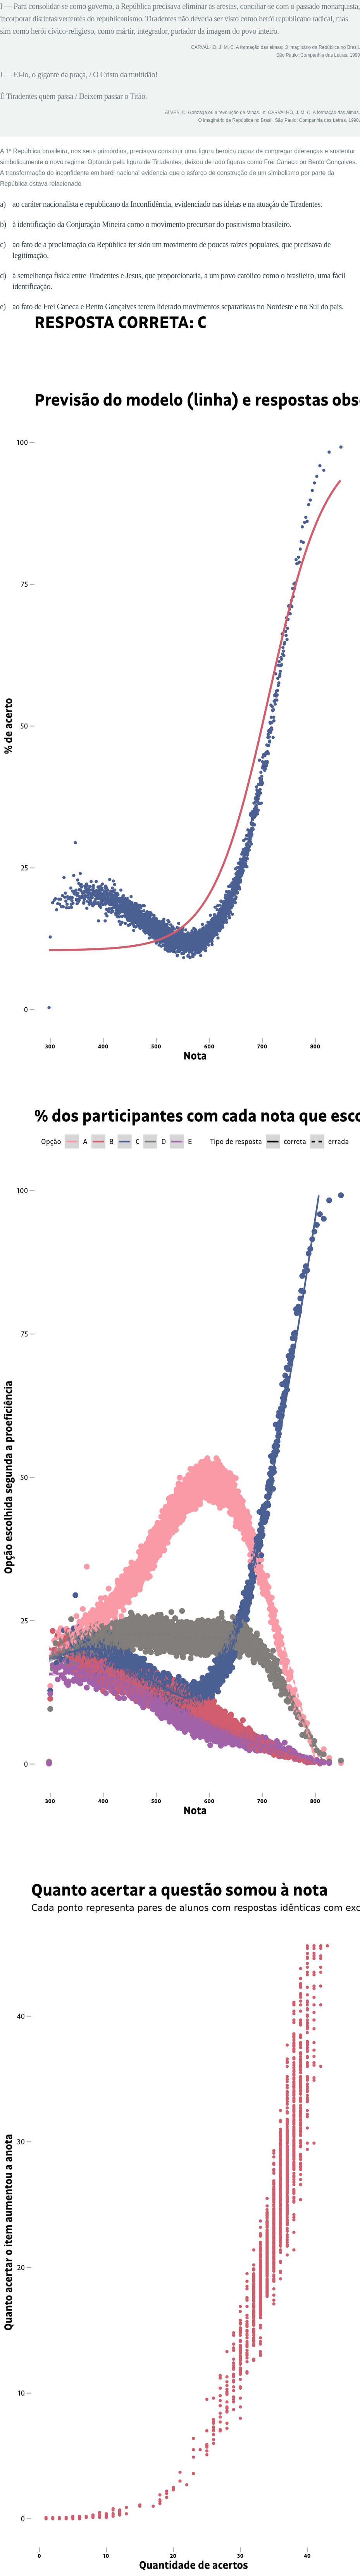 I — Para consolidar-se como governo, a República precisava eliminar as arestas, conciliar-se com o passado monarquista,
incorporar distintas vertentes do republicanismo. Tiradentes não deveria ser visto como herói republicano radical, mas
sim como herói cívico-religioso, como mártir, integrador, portador da imagem do povo inteiro.
CARVALHO, J. M. C. A formação das almas: O imaginário da República no Brasil.
São Paulo: Companhia das Letras, 1990
I — Ei-lo, o gigante da praça, / O Cristo da multidão!
É Tiradentes quem passa / Deixem passar o Titão.
ALVES, C. Gonzaga ou a revolução de Minas. In: CARVALHO, J. M. C. A formação das almas.
O imaginário da República no Brasil. São Paulo: Companhia das Letras, 1990.
A 1ª República brasileira, nos seus primórdios, precisava constituir uma figura heroica capaz de congregar diferenças e sustentar
simbolicamente o novo regime. Optando pela figura de Tiradentes, deixou de lado figuras como Frei Caneca ou Bento Gonçalves.
A transformação do inconfidente em herói nacional evidencia que o esforço de construção de um simbolismo por parte da
República estava relacionado
a) ao caráter nacionalista e republicano da Inconfidência, evidenciado nas ideias e na atuação de Tiradentes.
b) à identificação da Conjuração Mineira como o movimento precursor do positivismo brasileiro.
c) ao fato de a proclamação da República ter sido um movimento de poucas raízes populares, que precisava de
legitimação.
d) à semelhança física entre Tiradentes e Jesus, que proporcionaria, a um povo católico como o brasileiro, uma fácil
identificação.
e) ao fato de Frei Caneca e Bento Gonçalves terem liderado movimentos separatistas no Nordeste e no Sul do país.
RESPOSTA CORRETA: C
Previsão do modelo (linha) e respostas obs
100
75
50
25
0
% de acerto
300 400 500 600 700 800
Nota
% dos participantes com cada nota que esco
Opção A B C D E Tipo de resposta correta errada
100
75
50
25
0
Opção escolhida segunda a proeficiência
300 400 500 600 700 800
Nota
Quanto acertar a questão somou à nota
Cada ponto representa pares de alunos com respostas idênticas com exc
40
30
20
10
0
Quanto acertar o item aumentou a anota
0 10 20 30 40
Quantidade de acertos